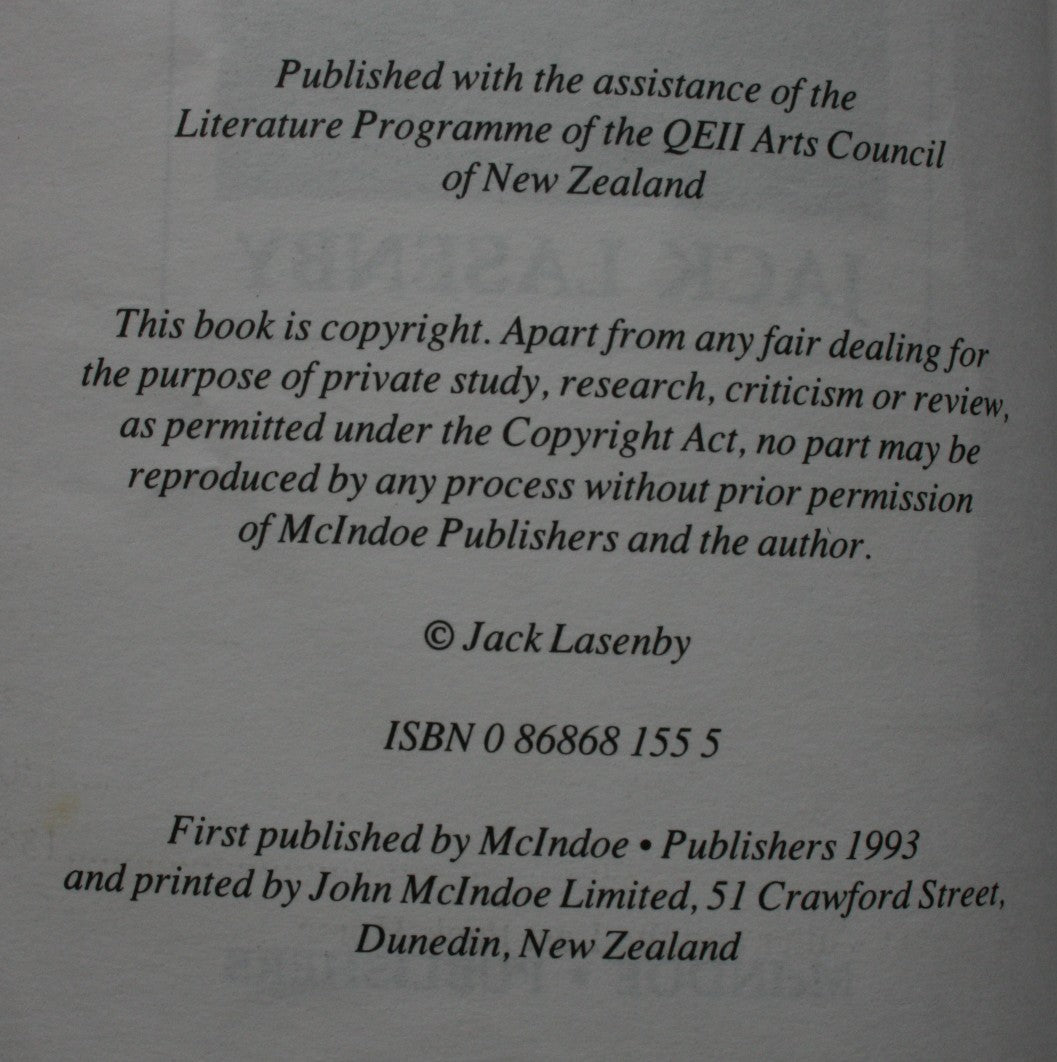 Published with the assistance of the
Literature Programme of the QEII Arts Council
of New Zealand
JACK LASENBY
This book is copyright. Apart from any fair dealing for
the purpose of private study, research, criticism or review,
as permitted under the Copyright Act, no part may be
reproduced by any process without prior permission
of McIndoe Publishers and the author.
© Jack Lasenby
ISBN 0 86868 155 5
First published by McIndoe • Publishers 1993
and printed by John McIndoe Limited, 51 Crawford Street,
Dunedin, New Zealand
McINDOE • PUBLISHERS